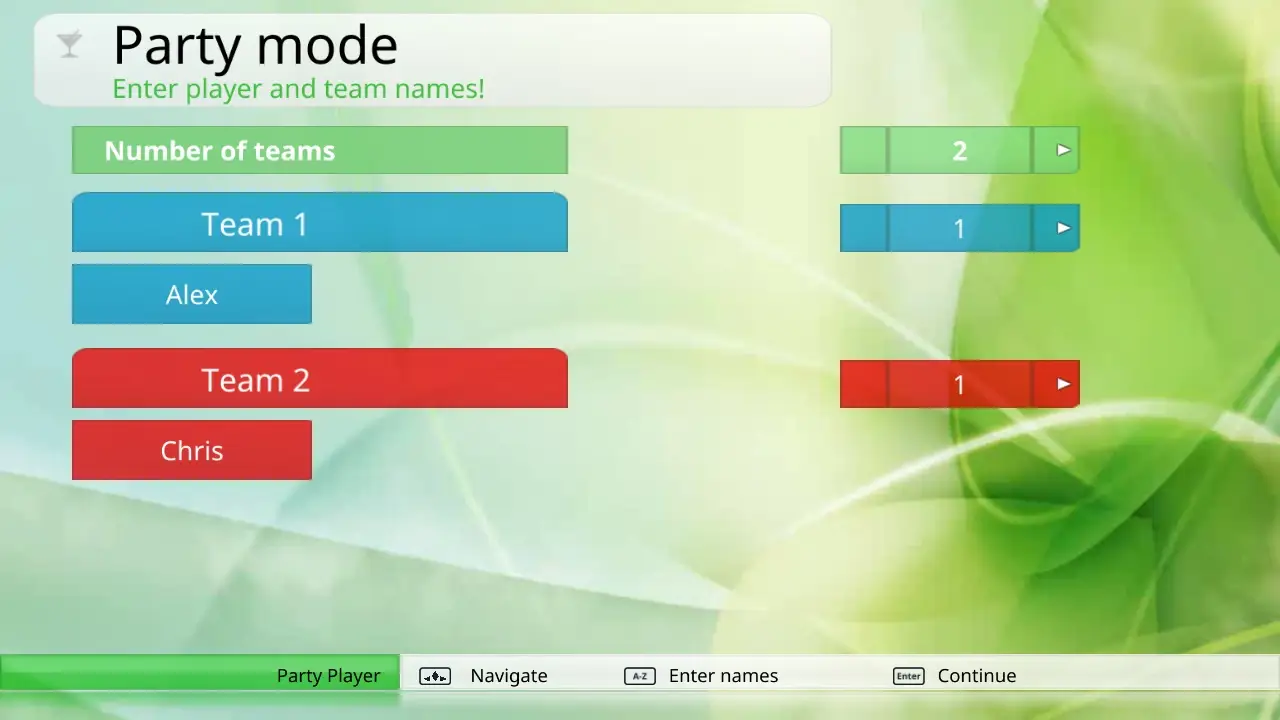 Party mode
Enter player and team names!
Number of teams 2
Team 1 1
Alex
Team 2 1
Chris
Party Player Navigate A-Z Enter names Enter Continue